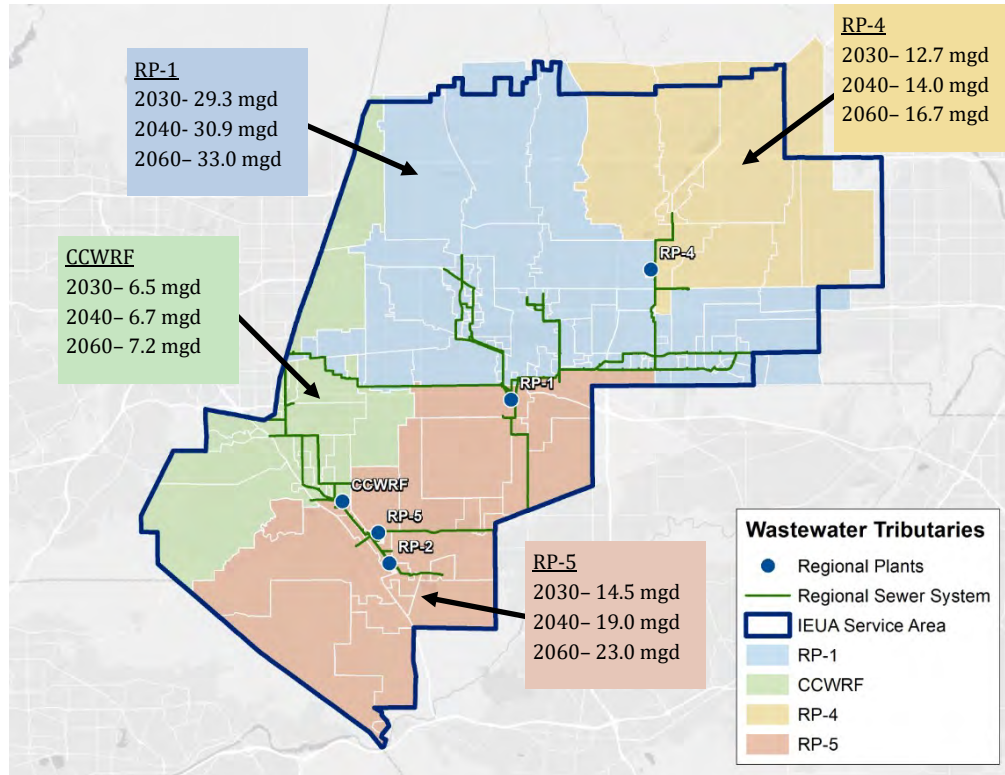 RP-4
2030– 12.7 mgd
2040– 14.0 mgd
2060– 16.7 mgd
RP-1
2030- 29.3 mgd
2040- 30.9 mgd
2060– 33.0 mgd
CCWRF
2030– 6.5 mgd
2040– 6.7 mgd
2060– 7.2 mgd
RP-4
RP-1
CCWRF
RP-5
RP-2
RP-5
2030– 14.5 mgd
2040– 19.0 mgd
2060– 23.0 mgd
Wastewater Tributaries
Regional Plants
Regional Sewer System
IEUA Service Area
RP-1
CCWRF
RP-4
RP-5